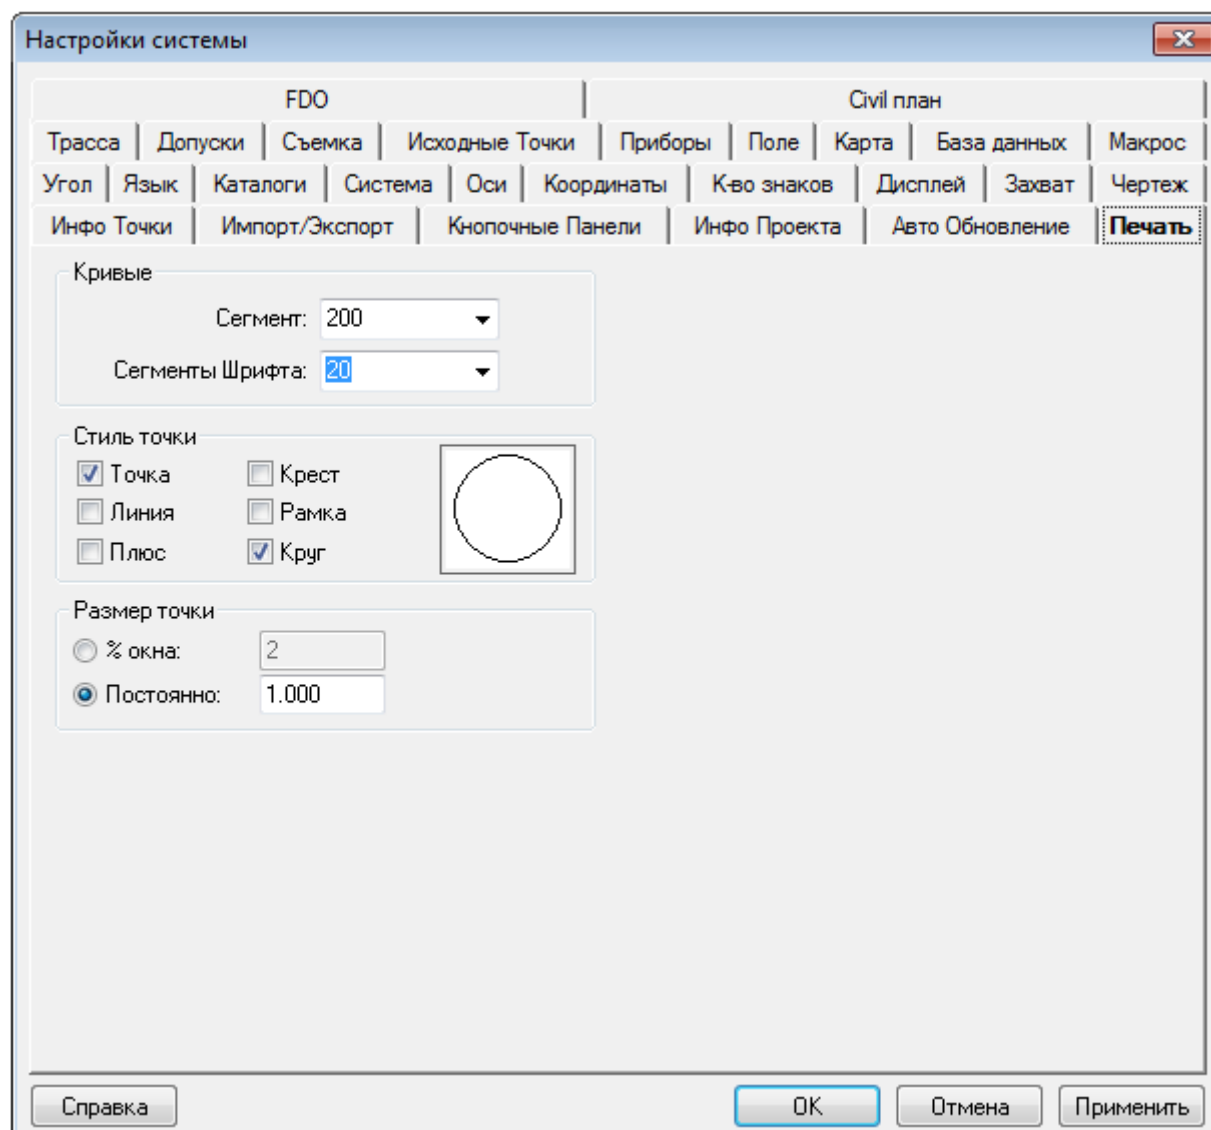 Настройки системы
FDO Civil план
Трасса Допуски Съемка Исходные Точки Приборы Поле Карта База данных Макрос
Угол Язык Каталоги Система Оси Координаты К-во знаков Дисплей Захват Чертеж
Инфо Точки Импорт/Экспорт Кнопочные Панели Инфо Проекта Авто Обновление Печать
Кривые
Сегмент: 200
Сегменты Шрифта: 20
Стиль точки
Точка Крест
Линия Рамка
Плюс Круг
Размер точки
% окна: 2
Постоянно: 1.000
Справка OK Отмена Применить